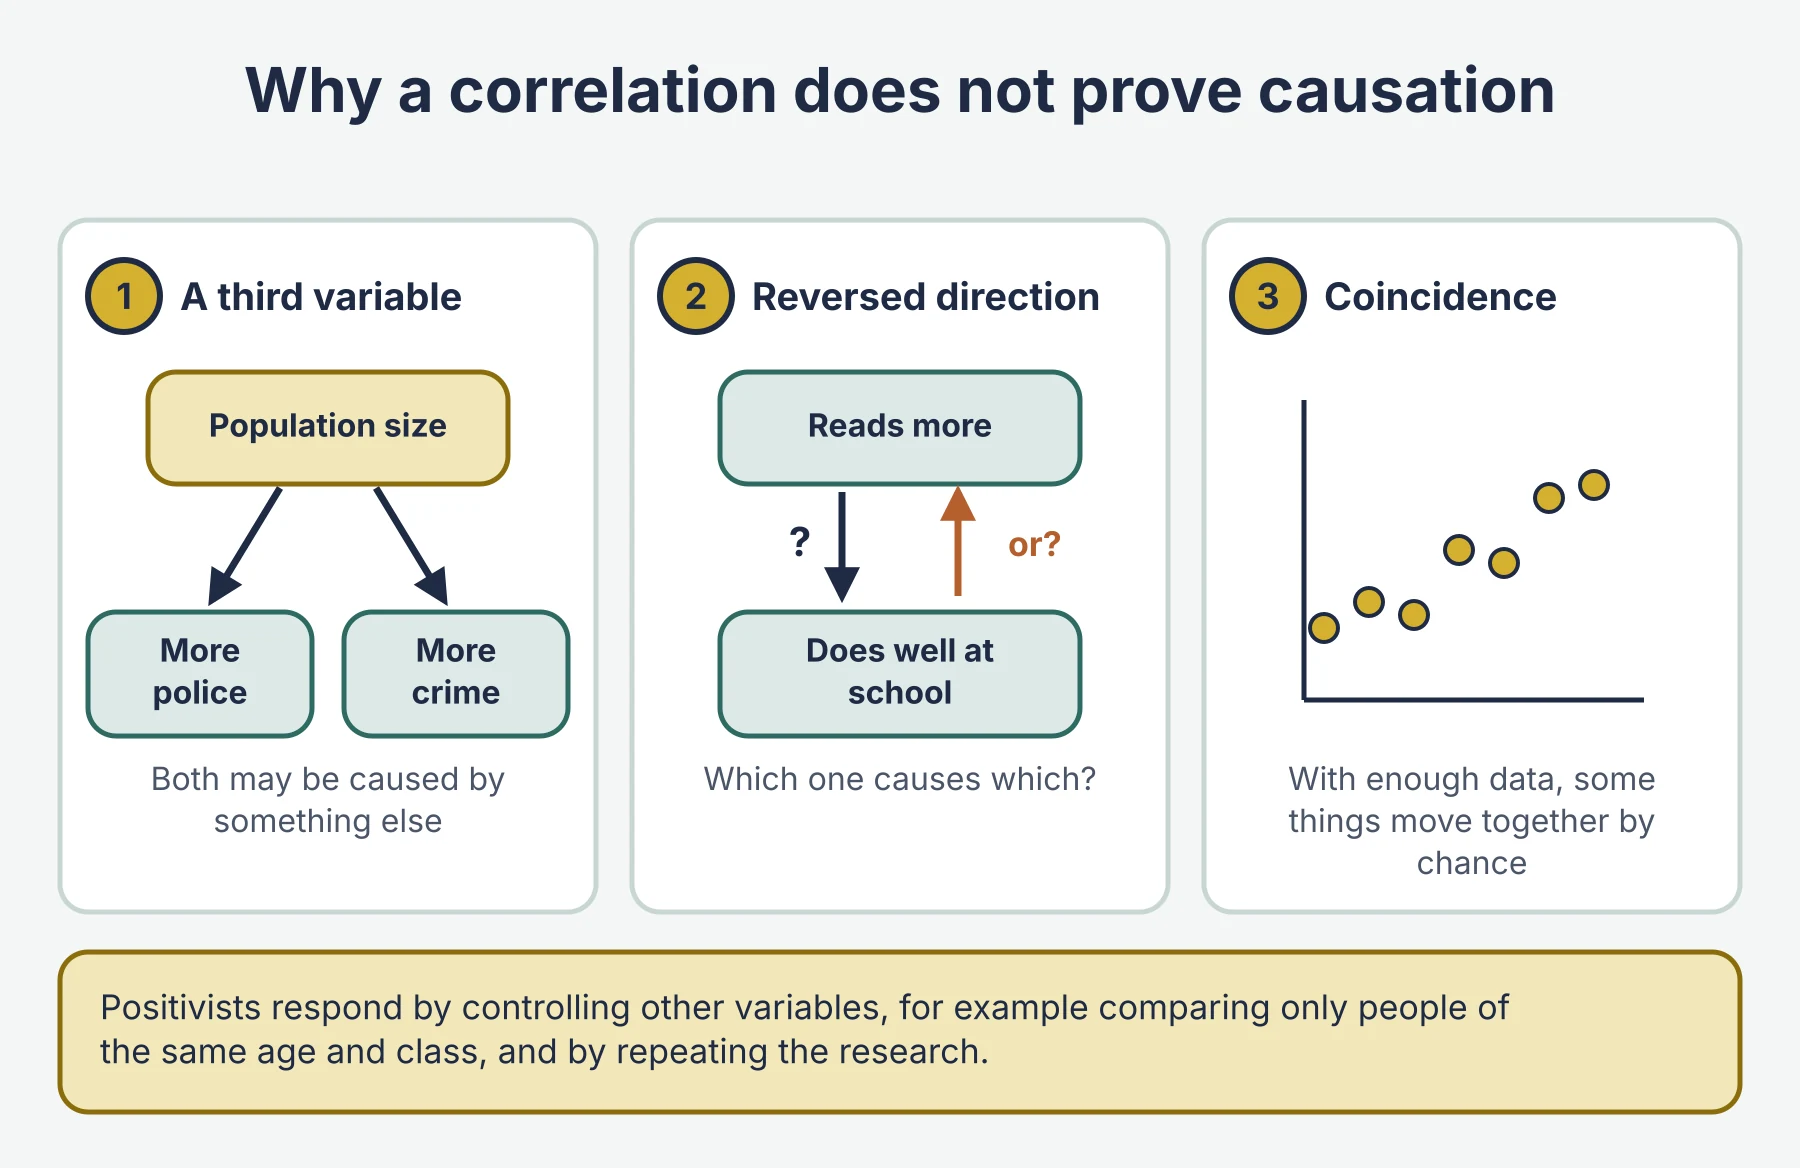 Why a correlation does not prove causation
1 A third variable
Population size
More
police
More
crime
Both may be caused by
something else
2 Reversed direction
Reads more
?
or?
Does well at
school
Which one causes which?
3 Coincidence
With enough data, some
things move together by
chance
Positivists respond by controlling other variables, for example comparing only people of
the same age and class, and by repeating the research.